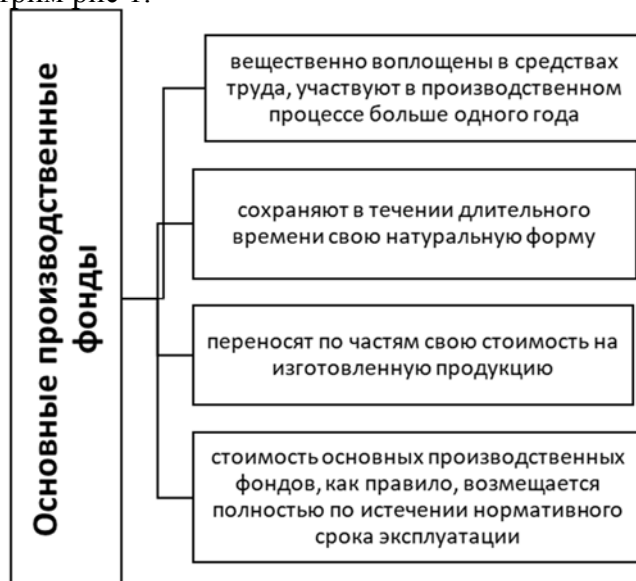 Основные производственные
фонды
вещественно воплощены в средствах
труда, участвуют в производственном
процессе больше одного года
сохраняют в течении длительного
времени свою натуральную форму
переносят по частям свою стоимость на
изготовленную продукцию
стоимость основных производственных
фондов, как правило, возмещается
полностью по истечении нормативного
срока эксплуатации